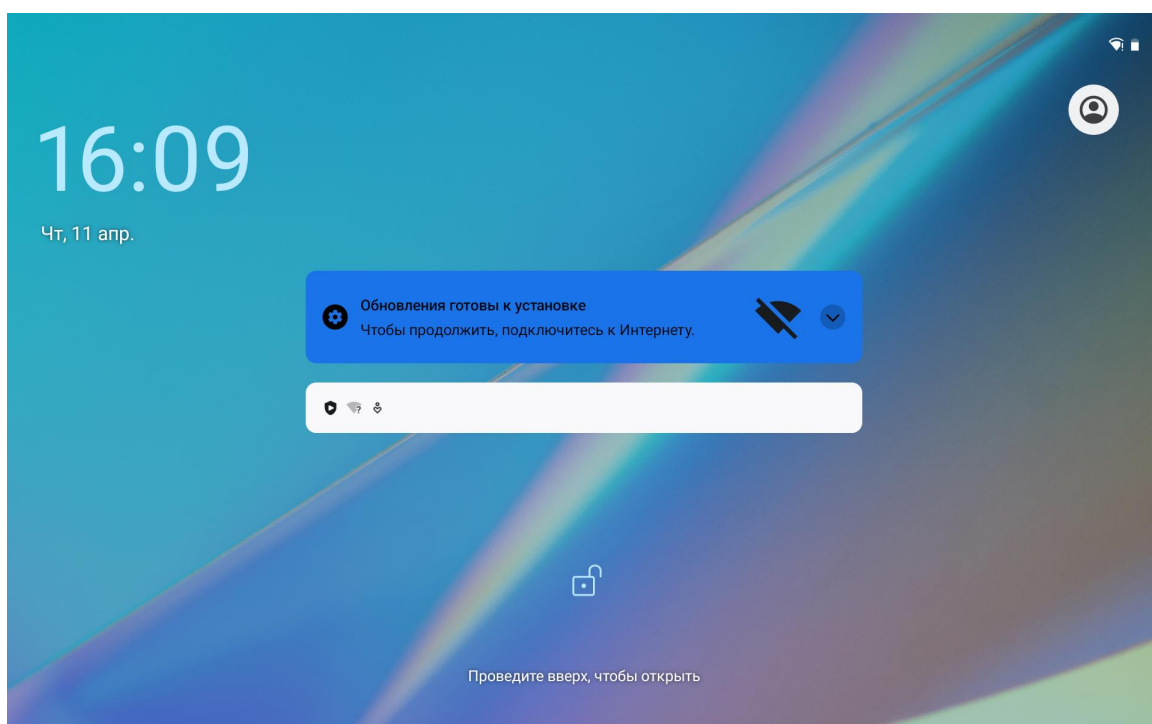 16:09
Чт, 11 апр.
Обновления готовы к установке
Чтобы продолжить, подключитесь к Интернету.
Проведите вверх, чтобы открыть